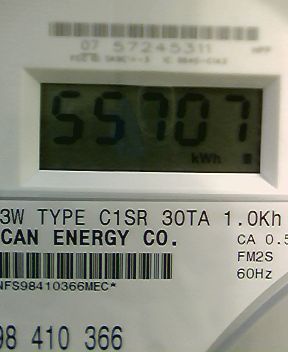 07 57245311
55707
kWh
3W TYPE C1SR 30TA 1.0Kh
CAN ENERGY CO.
CA 0.5
FM2S
NFS98410366MEC*
60Hz
98 410 366